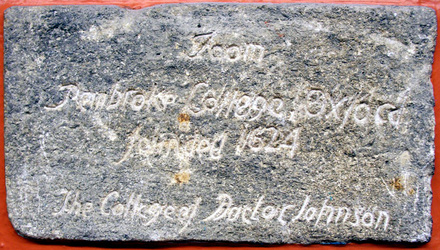 From
Pembroke College, Oxford
founded 1624
The College of Doctor Johnson